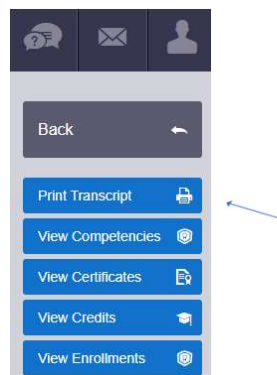 Back
Print Transcript
View Competencies
View Certificates
View Credits
View Enrollments